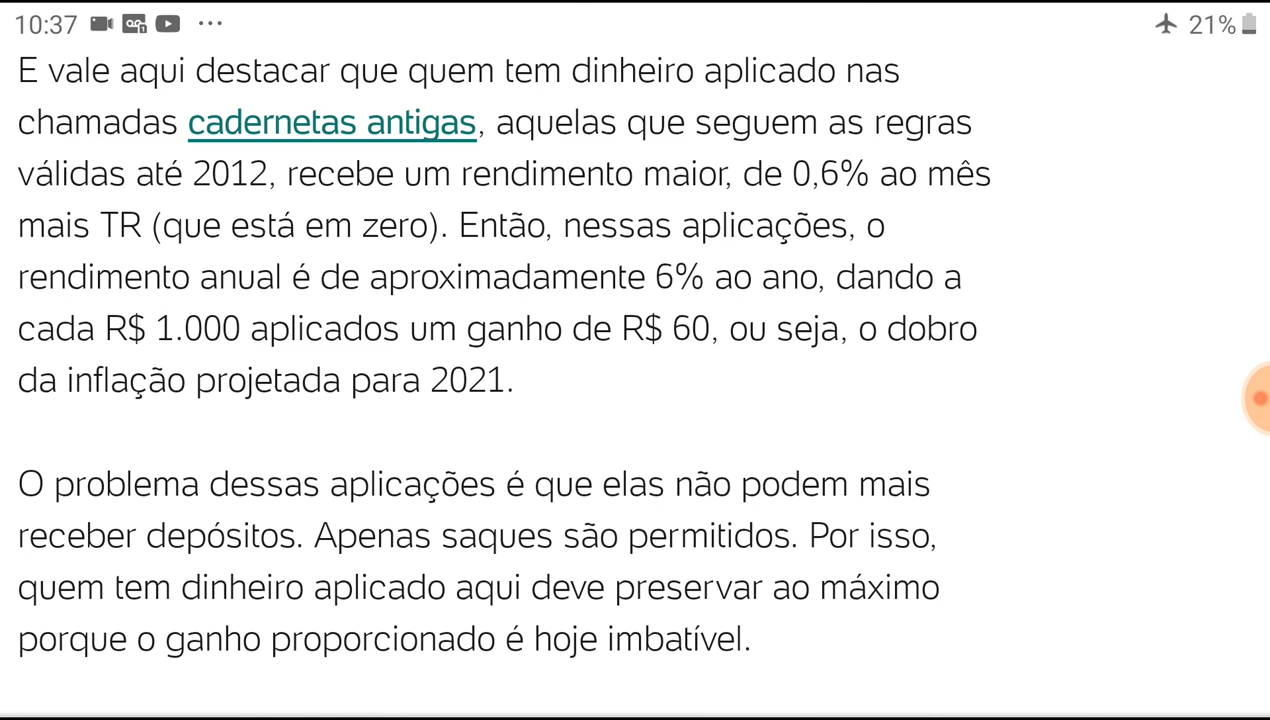 10:37
21%
E vale aqui destacar que quem tem dinheiro aplicado nas
chamadas cadernetas antigas, aquelas que seguem as regras
válidas até 2012, recebe um rendimento maior, de 0,6% ao mês
mais TR (que está em zero). Então, nessas aplicações, o
rendimento anual é de aproximadamente 6% ao ano, dando a
cada R$ 1.000 aplicados um ganho de R$ 60, ou seja, o dobro
da inflação projetada para 2021.
O problema dessas aplicações é que elas não podem mais
receber depósitos. Apenas saques são permitidos. Por isso,
quem tem dinheiro aplicado aqui deve preservar ao máximo
porque o ganho proporcionado é hoje imbatível.